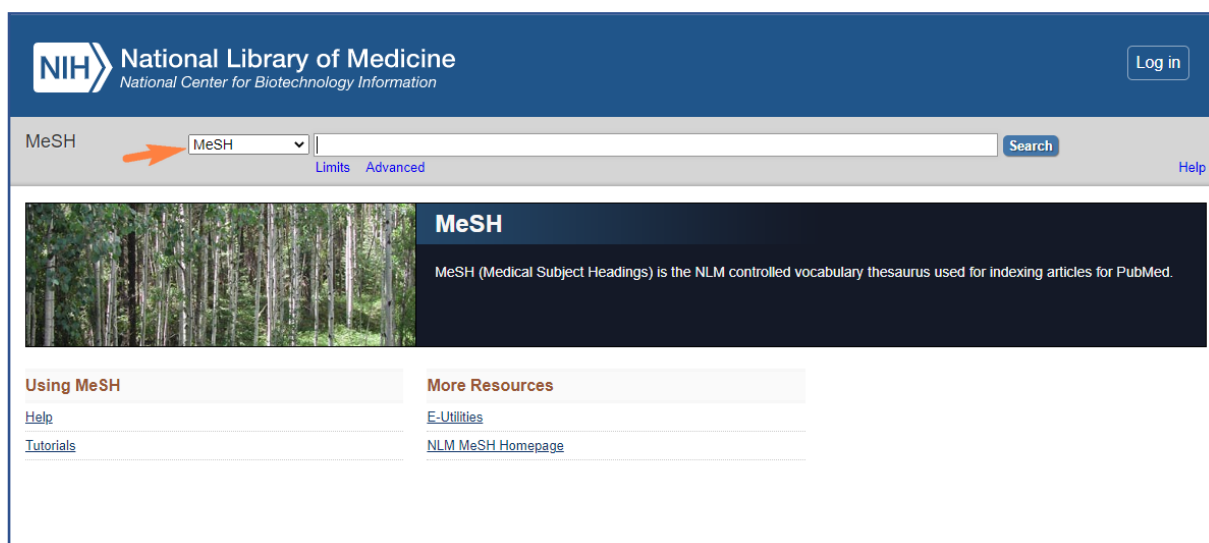 NIH National Library of Medicine
National Center for Biotechnology Information
Log in
MeSH
MeSH
Search
Limits Advanced
Help
MeSH
MeSH (Medical Subject Headings) is the NLM controlled vocabulary thesaurus used for indexing articles for PubMed.
Using MeSH
Help
Tutorials
More Resources
E-Utilities
NLM MeSH Homepage